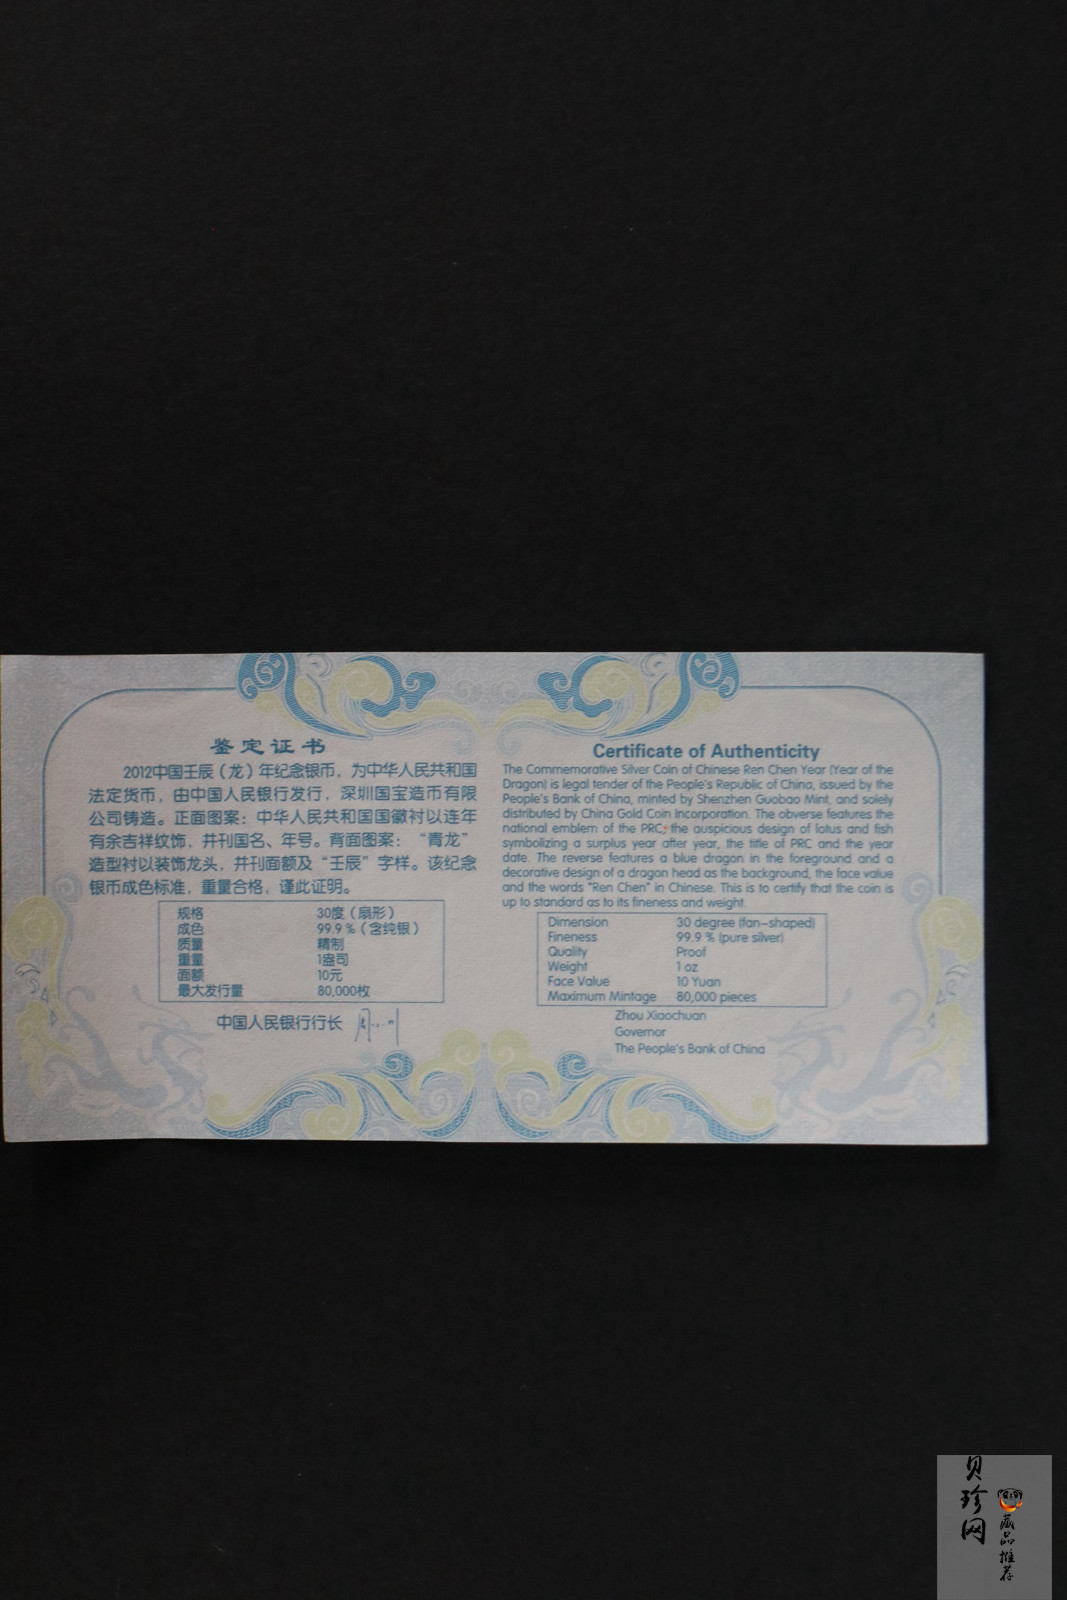 鉴定证书
2012中国壬辰（龙）年纪念银币，为中华人民共和国
法定货币，由中国人民银行发行，深圳国宝造币有限
公司铸造。正面图案：中华人民共和国国徽衬以连年
有余吉祥纹饰，并刊国名、年号。背面图案：“青龙”
造型衬以装饰龙头，并刊面额及“壬辰”字样。该纪念
银币成色标准，重量合格，谨此证明。
规格 30度（扇形）
成色 99.9％（含纯银）
质量 精制
重量 1盎司
面额 10元
最大发行量 80,000枚
中国人民银行行长
Certificate of Authenticity
The Commemorative Silver Coin of Chinese Ren Chen Year (Year of the
Dragon) is legal tender of the People's Republic of China, issued by the
People's Bank of China, minted by Shenzhen Guobao Mint, and solely
distributed by China Gold Coin Incorporation. The obverse features the
national emblem of the PRC, the auspicious design of lotus and fish
symbolizing a surplus year after year, the title of PRC and the year
date. The reverse features a blue dragon in the foreground and a
decorative design of a dragon head as the background, the face value
and the words "Ren Chen" in Chinese. This is to certify that the coin is
up to standard as to its fineness and weight.
Dimension 30 degree (fan-shaped)
Fineness 99.9 % (pure silver)
Quality Proof
Weight 1 oz
Face Value 10 Yuan
Maximum Mintage 80,000 pieces
Zhou Xiaochuan
Governor
The People's Bank of China
贝珍网
藏品推荐